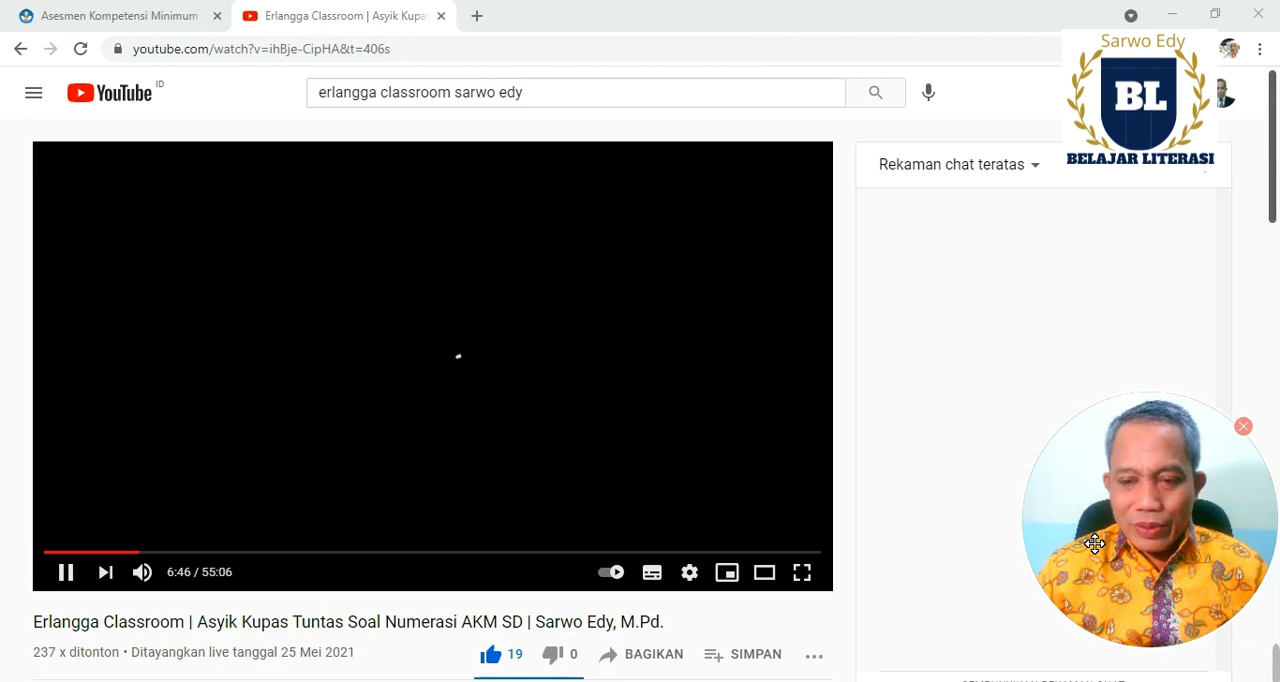 Asesmen Kompetensi Minimum
Erlangga Classroom | Asyik Kupa
youtube.com/watch?v=ihBje-CipHA&t=406s
Sarwo Edy
BL
BELAJAR LITERASI
YouTube ID
erlangga classroom sarwo edy
Rekaman chat teratas
6:46 / 55:06
Erlangga Classroom | Asyik Kupas Tuntas Soal Numerasi AKM SD | Sarwo Edy, M.Pd.
237 x ditonton • Ditayangkan live tanggal 25 Mei 2021
19
0
BAGIKAN
SIMPAN